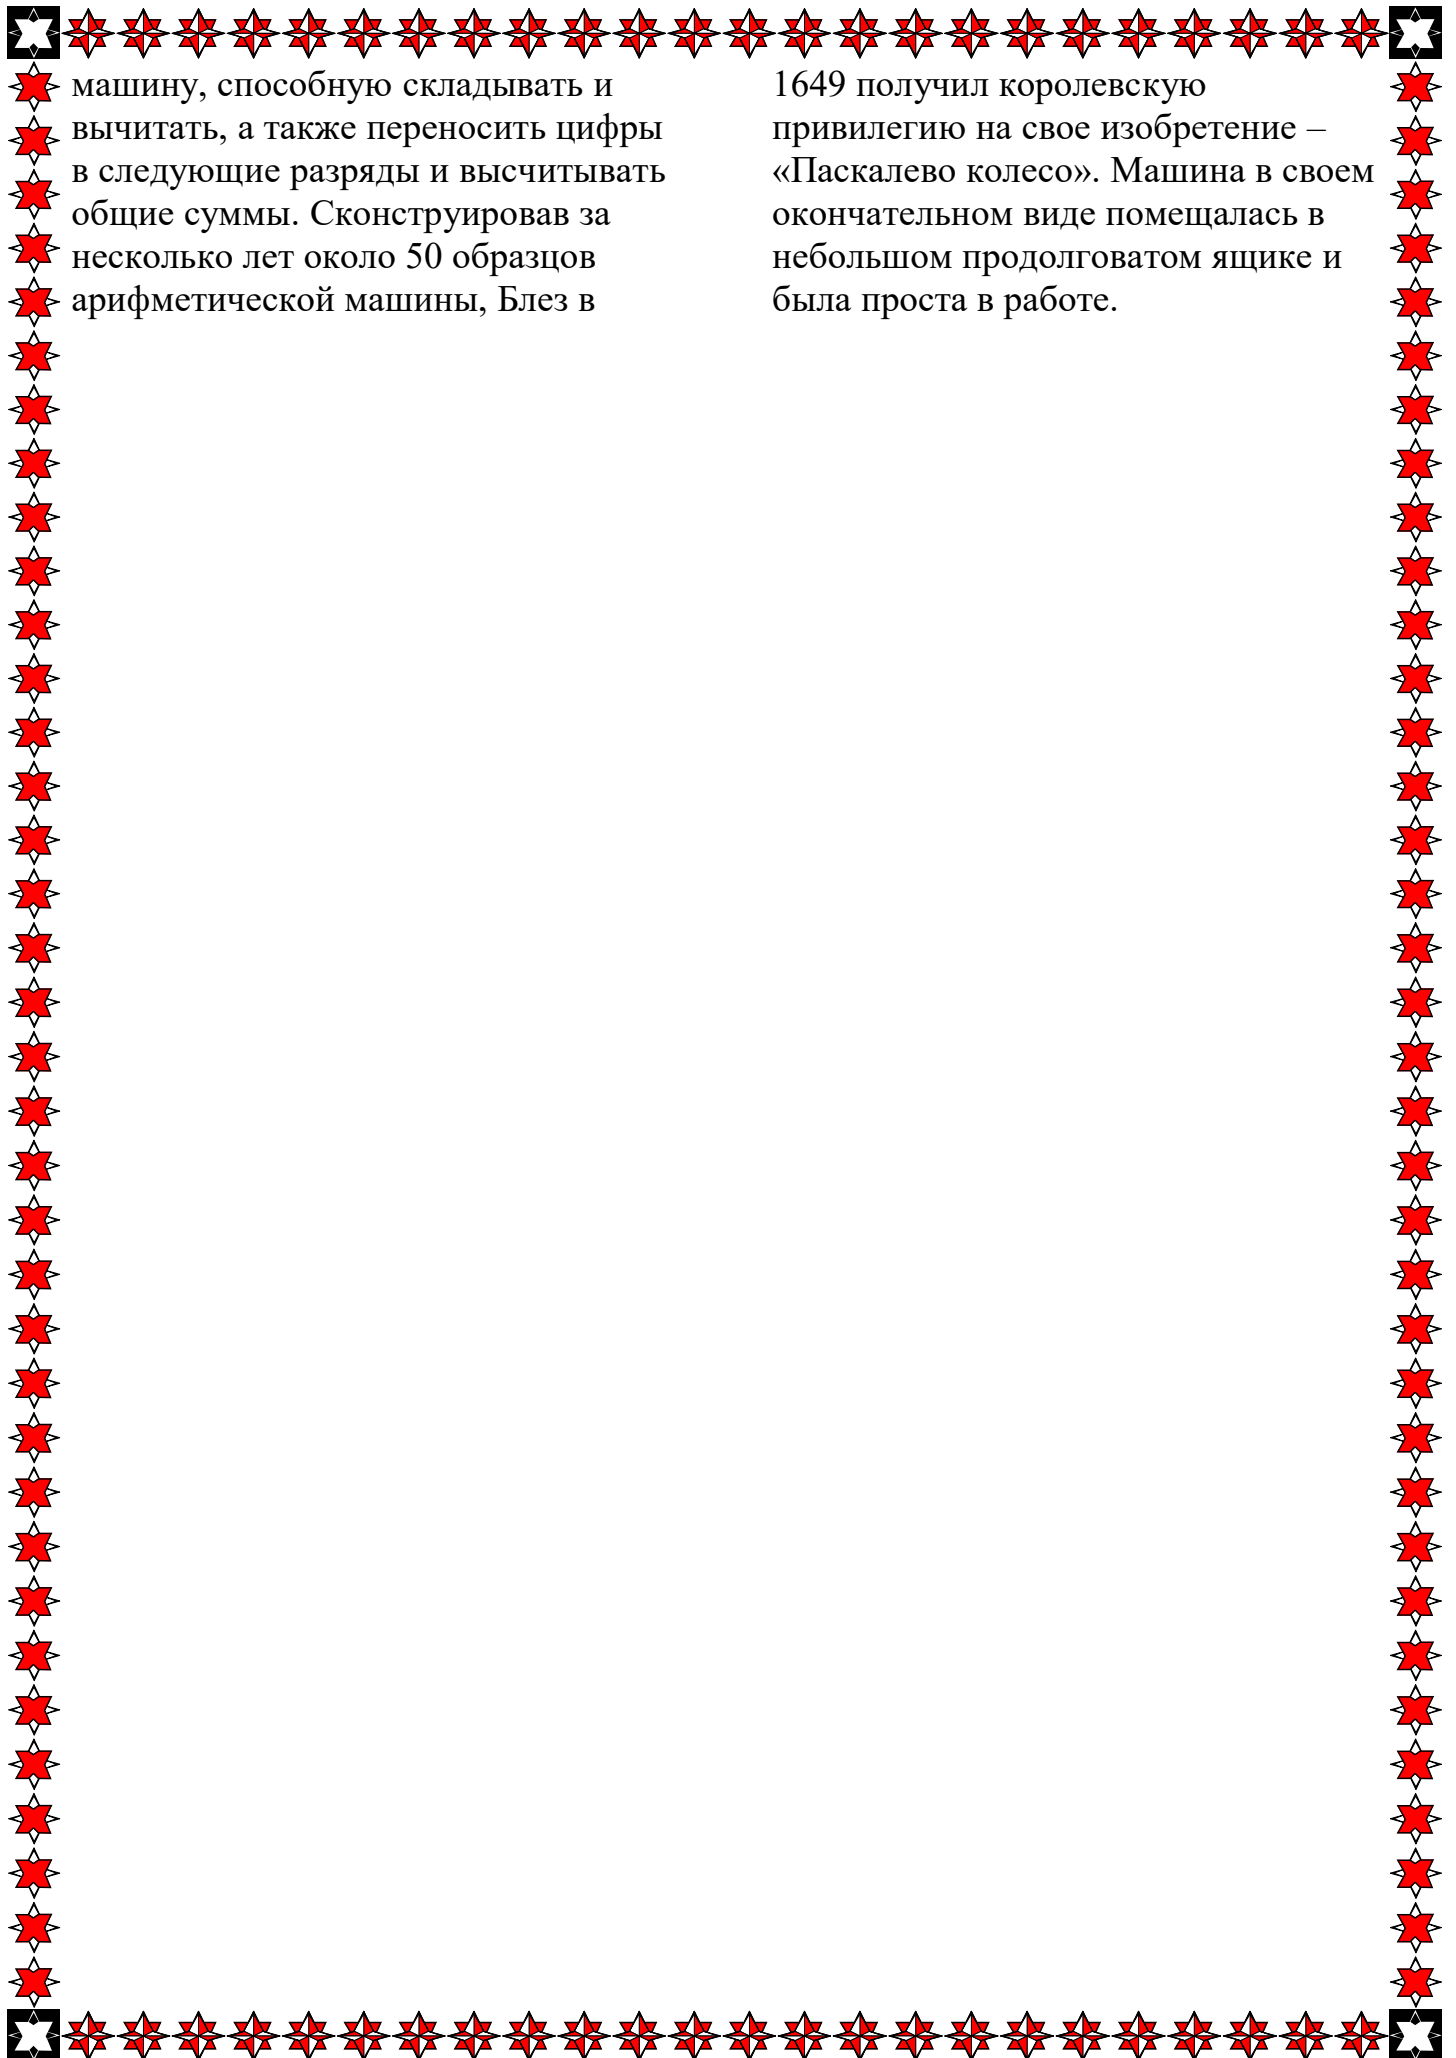 машину, способную складывать и
вычитать, а также переносить цифры
в следующие разряды и высчитывать
общие суммы. Сконструировав за
несколько лет около 50 образцов
арифметической машины, Блез в
1649 получил королевскую
привилегию на свое изобретение –
«Паскалево колесо». Машина в своем
окончательном виде помещалась в
небольшом продолговатом ящике и
была проста в работе.